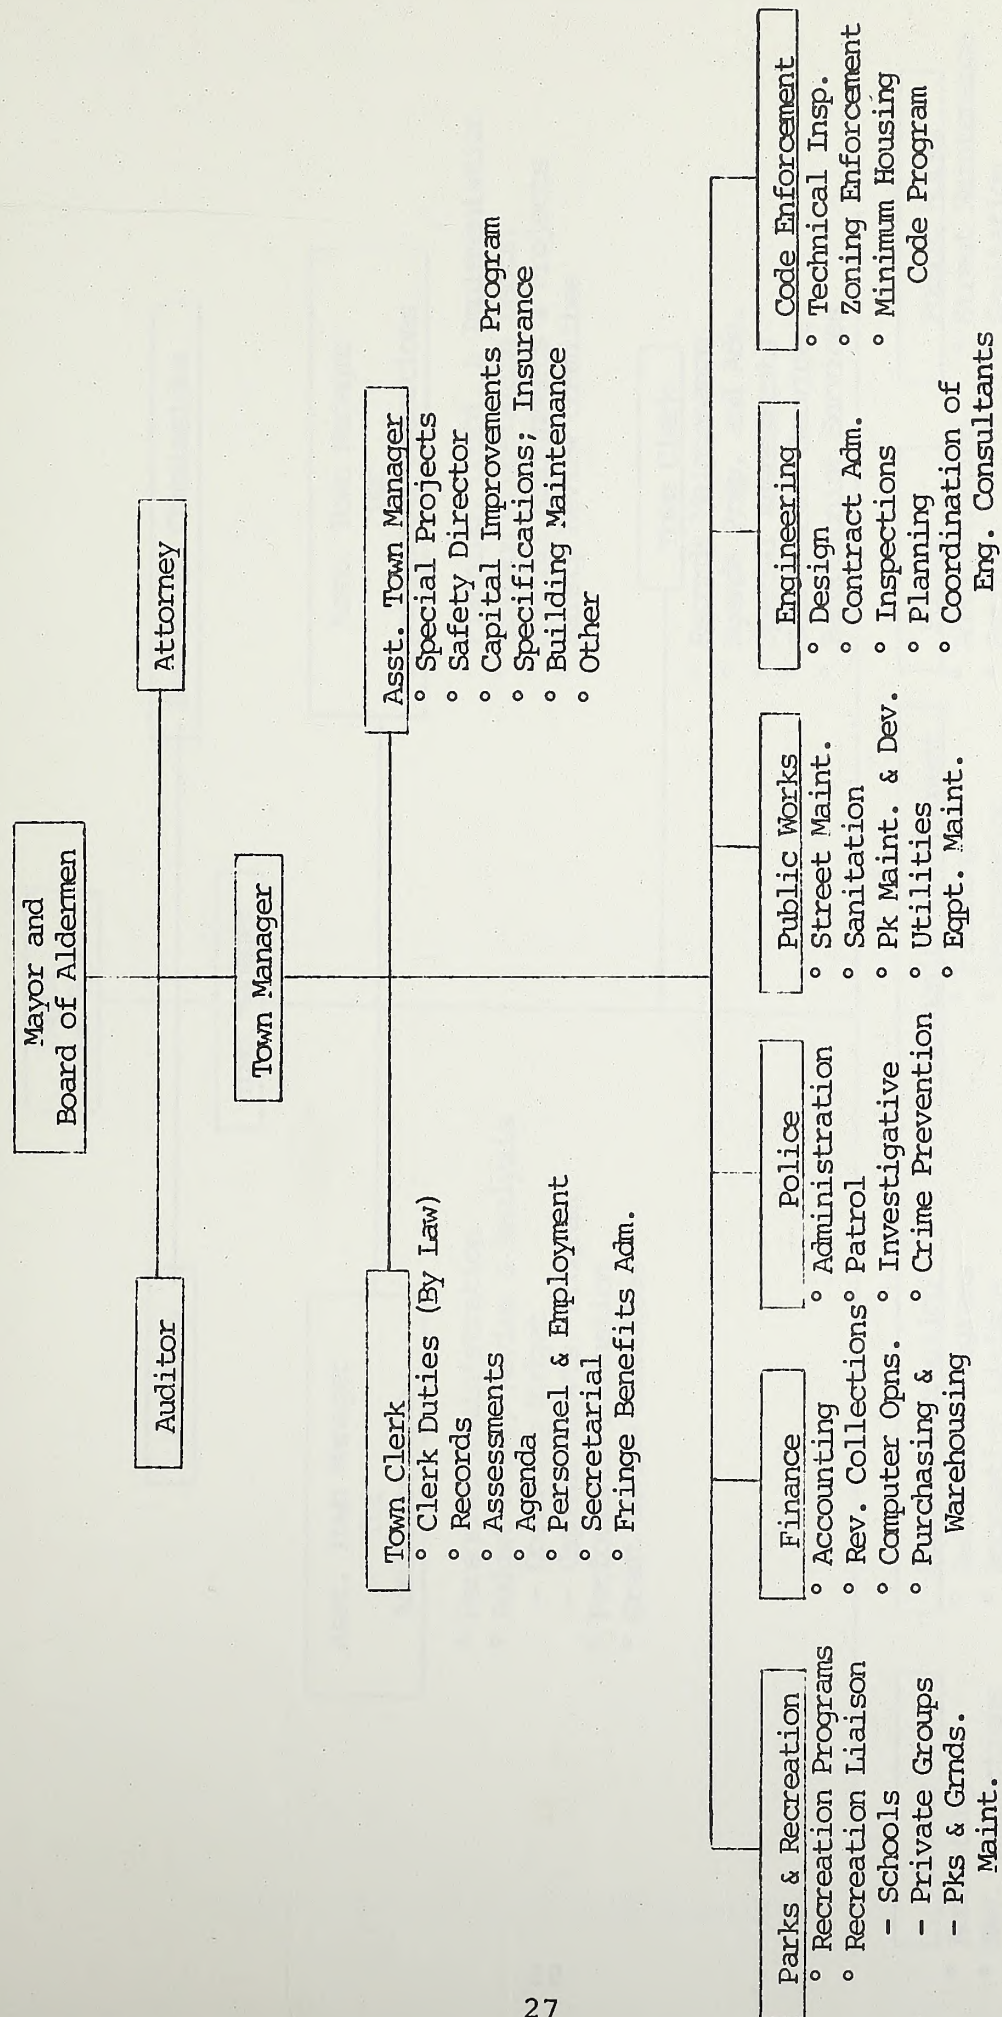 Mayor and
Board of Aldermen
Auditor
Attorney
Town Manager
Town Clerk
° Clerk Duties (By Law)
° Records
° Assessments
° Agenda
° Personnel & Employment
° Secretarial
° Fringe Benefits Adm.
Asst. Town Manager
° Special Projects
° Safety Director
° Capital Improvements Program
° Specifications; Insurance
° Building Maintenance
° Other
Parks & Recreation
° Recreation Programs
° Recreation Liaison
- Schools
- Private Groups
- Pks & Grnds.
Maint.
Finance
° Accounting
° Rev. Collections
° Computer Opns.
° Purchasing &
Warehousing
Police
° Administration
° Patrol
° Investigative
° Crime Prevention
Public Works
° Street Maint.
° Sanitation
° Pk Maint. & Dev.
° Utilities
° Eqpt. Maint.
Engineering
° Design
° Contract Adm.
° Inspections
° Planning
° Coordination of
Eng. Consultants
Code Enforcement
° Technical Insp.
° Zoning Enforcement
° Minimum Housing
Code Program
27